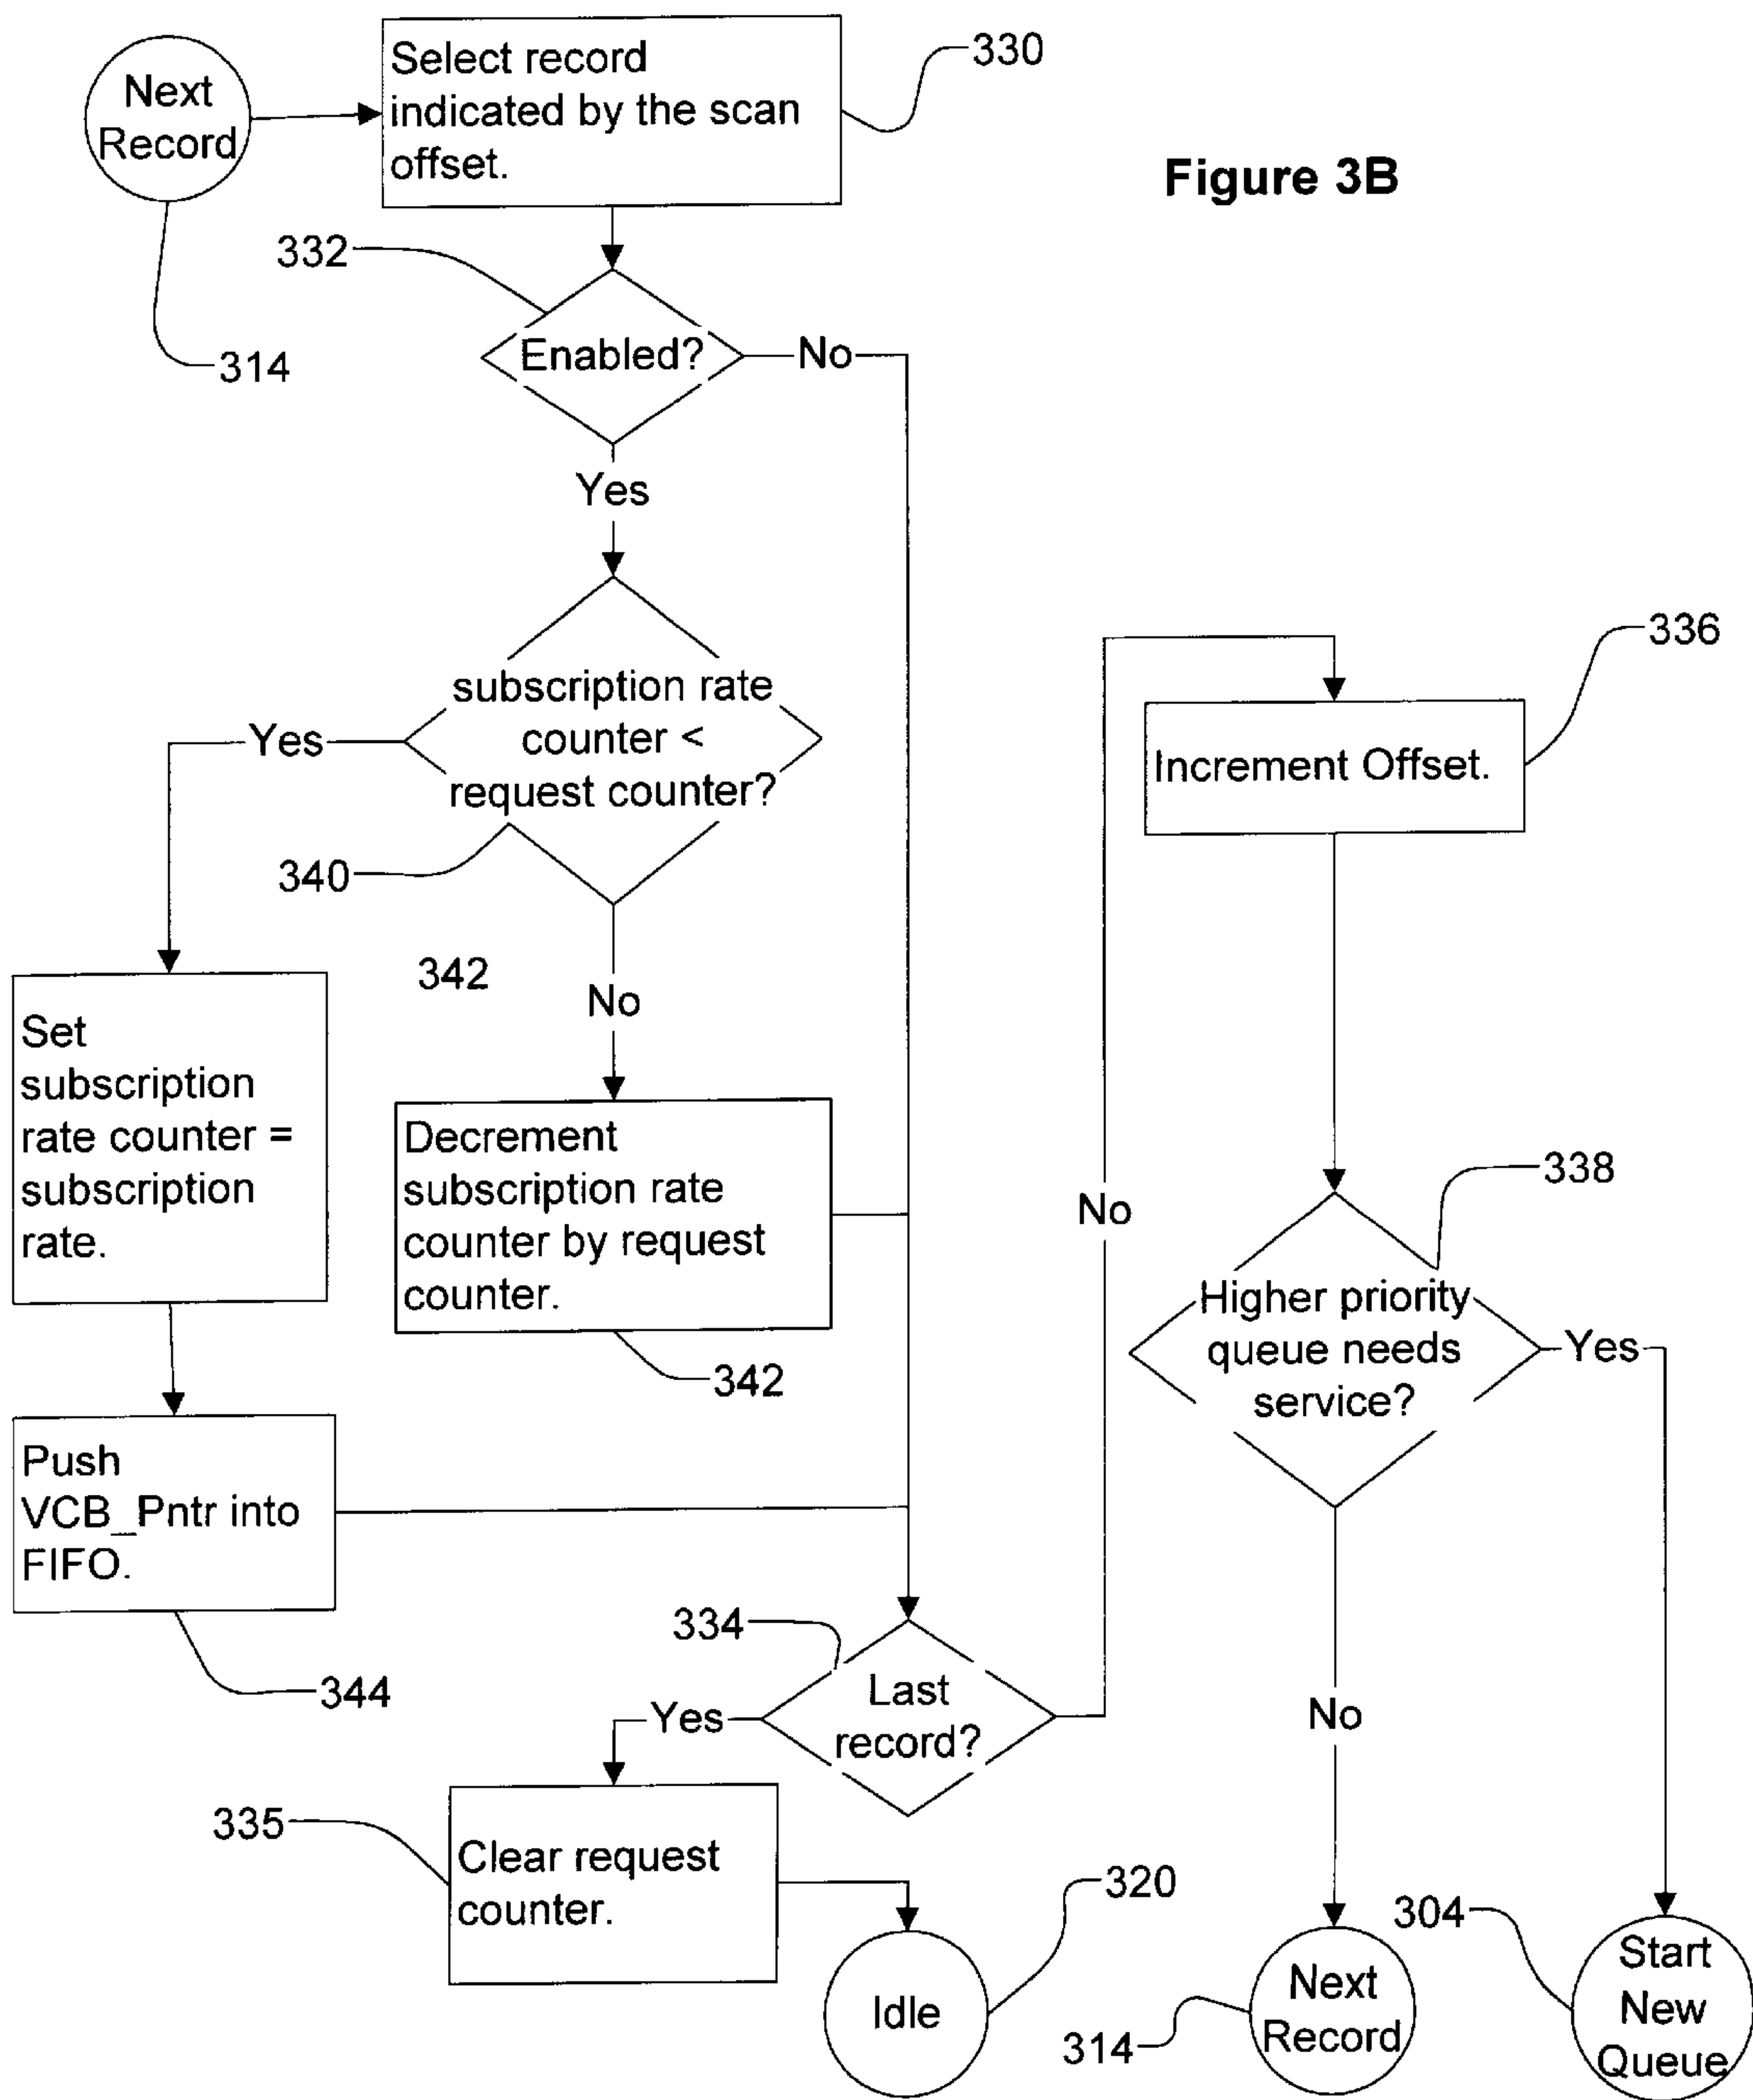 Next
Record
Select record
indicated by the scan
offset.
330
Figure 3B
332
314
Enabled?
No
Yes
336
subscription rate
counter <
request counter?
Yes
Increment Offset.
340
342
No
Set
subscription
rate counter =
subscription
rate.
Decrement
subscription rate
counter by request
counter.
338
No
Higher priority
queue needs
service?
Yes
342
Push
VCB_Pntr into
FIFO.
334
344
Last
record?
Yes
No
335
Clear request
counter.
320
304
Idle
Next
Record
314
Start
New
Queue